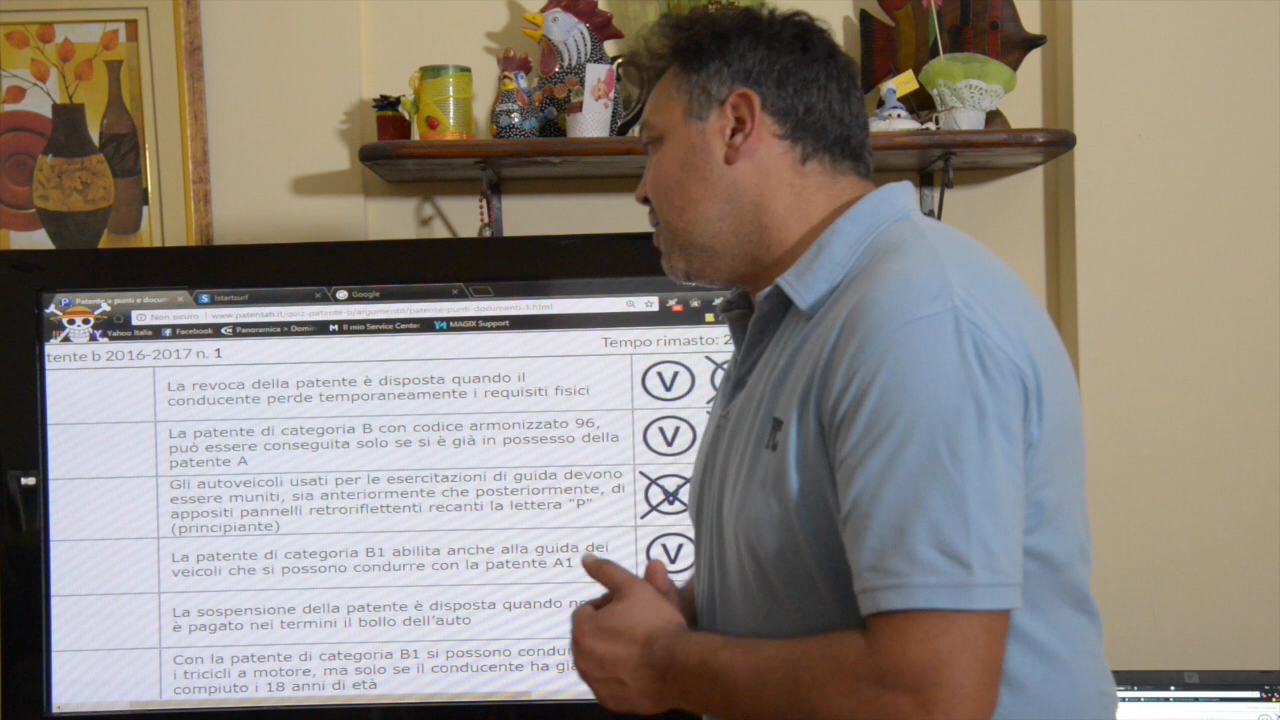 Patente a punti e docum
Istartsurf
Google
Non sicuro | www.patentati.it/quiz-patente-b/argomento/patente-punti-documenti-1.html
Yahoo Italia
Facebook
Panoramica > Domin
Il mio Service Center
MAGIX Support
tente b 2016-2017 n. 1
Tempo rimasto: 2
La revoca della patente è disposta quando il
conducente perde temporaneamente i requisiti fisici
V
La patente di categoria B con codice armonizzato 96,
può essere conseguita solo se si è già in possesso della
patente A
V
Gli autoveicoli usati per le esercitazioni di guida devono
essere muniti, sia anteriormente che posteriormente, di
appositi pannelli retroriflettenti recanti la lettera "P"
(principiante)
V
La patente di categoria B1 abilita anche alla guida dei
veicoli che si possono condurre con la patente A1
V
La sospensione della patente è disposta quando
è pagato nei termini il bollo dell'auto
Con la patente di categoria B1 si possono condur
i tricicli a motore, ma solo se il conducente ha già
compiuto i 18 anni di età